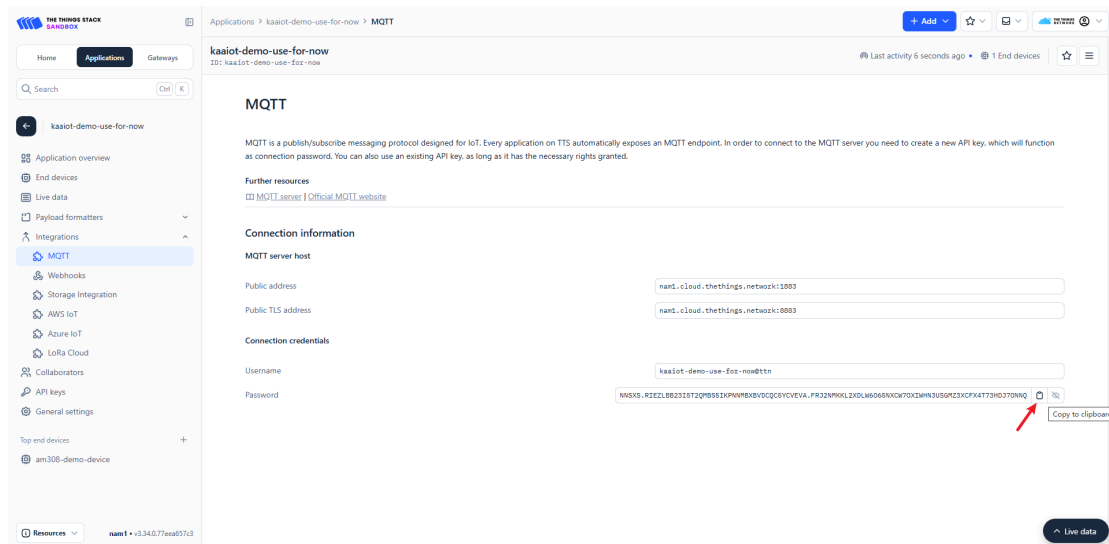 THE THINGS STACK
SANDBOX
Applications > kaaiot-demo-use-for-now > MQTT
+ Add
THE THINGS
NETWORK
Home
Applications
Gateways
kaaiot-demo-use-for-now
ID: kaaiot-demo-use-for-now
Last activity 6 seconds ago
1 End devices
Search
Ctrl
K
kaaiot-demo-use-for-now
Application overview
End devices
Live data
Payload formatters
Integrations
MQTT
Webhooks
Storage Integration
AWS IoT
Azure IoT
LoRa Cloud
Collaborators
API keys
General settings
Top end devices
+
am308-demo-device
Resources
nam1 • v3.34.0.77eea657c3
MQTT
MQTT is a publish/subscribe messaging protocol designed for IoT. Every application on TTS automatically exposes an MQTT endpoint. In order to connect to the MQTT server you need to create a new API key, which will function
as connection password. You can also use an existing API key, as long as it has the necessary rights granted.
Further resources
MQTT server | Official MQTT website
Connection information
MQTT server host
Public address
nam1.cloud.thethings.network:1883
Public TLS address
nam1.cloud.thethings.network:8883
Connection credentials
Username
kaaiot-demo-use-for-now@ttn
Password
Copy to clipboard
Live data